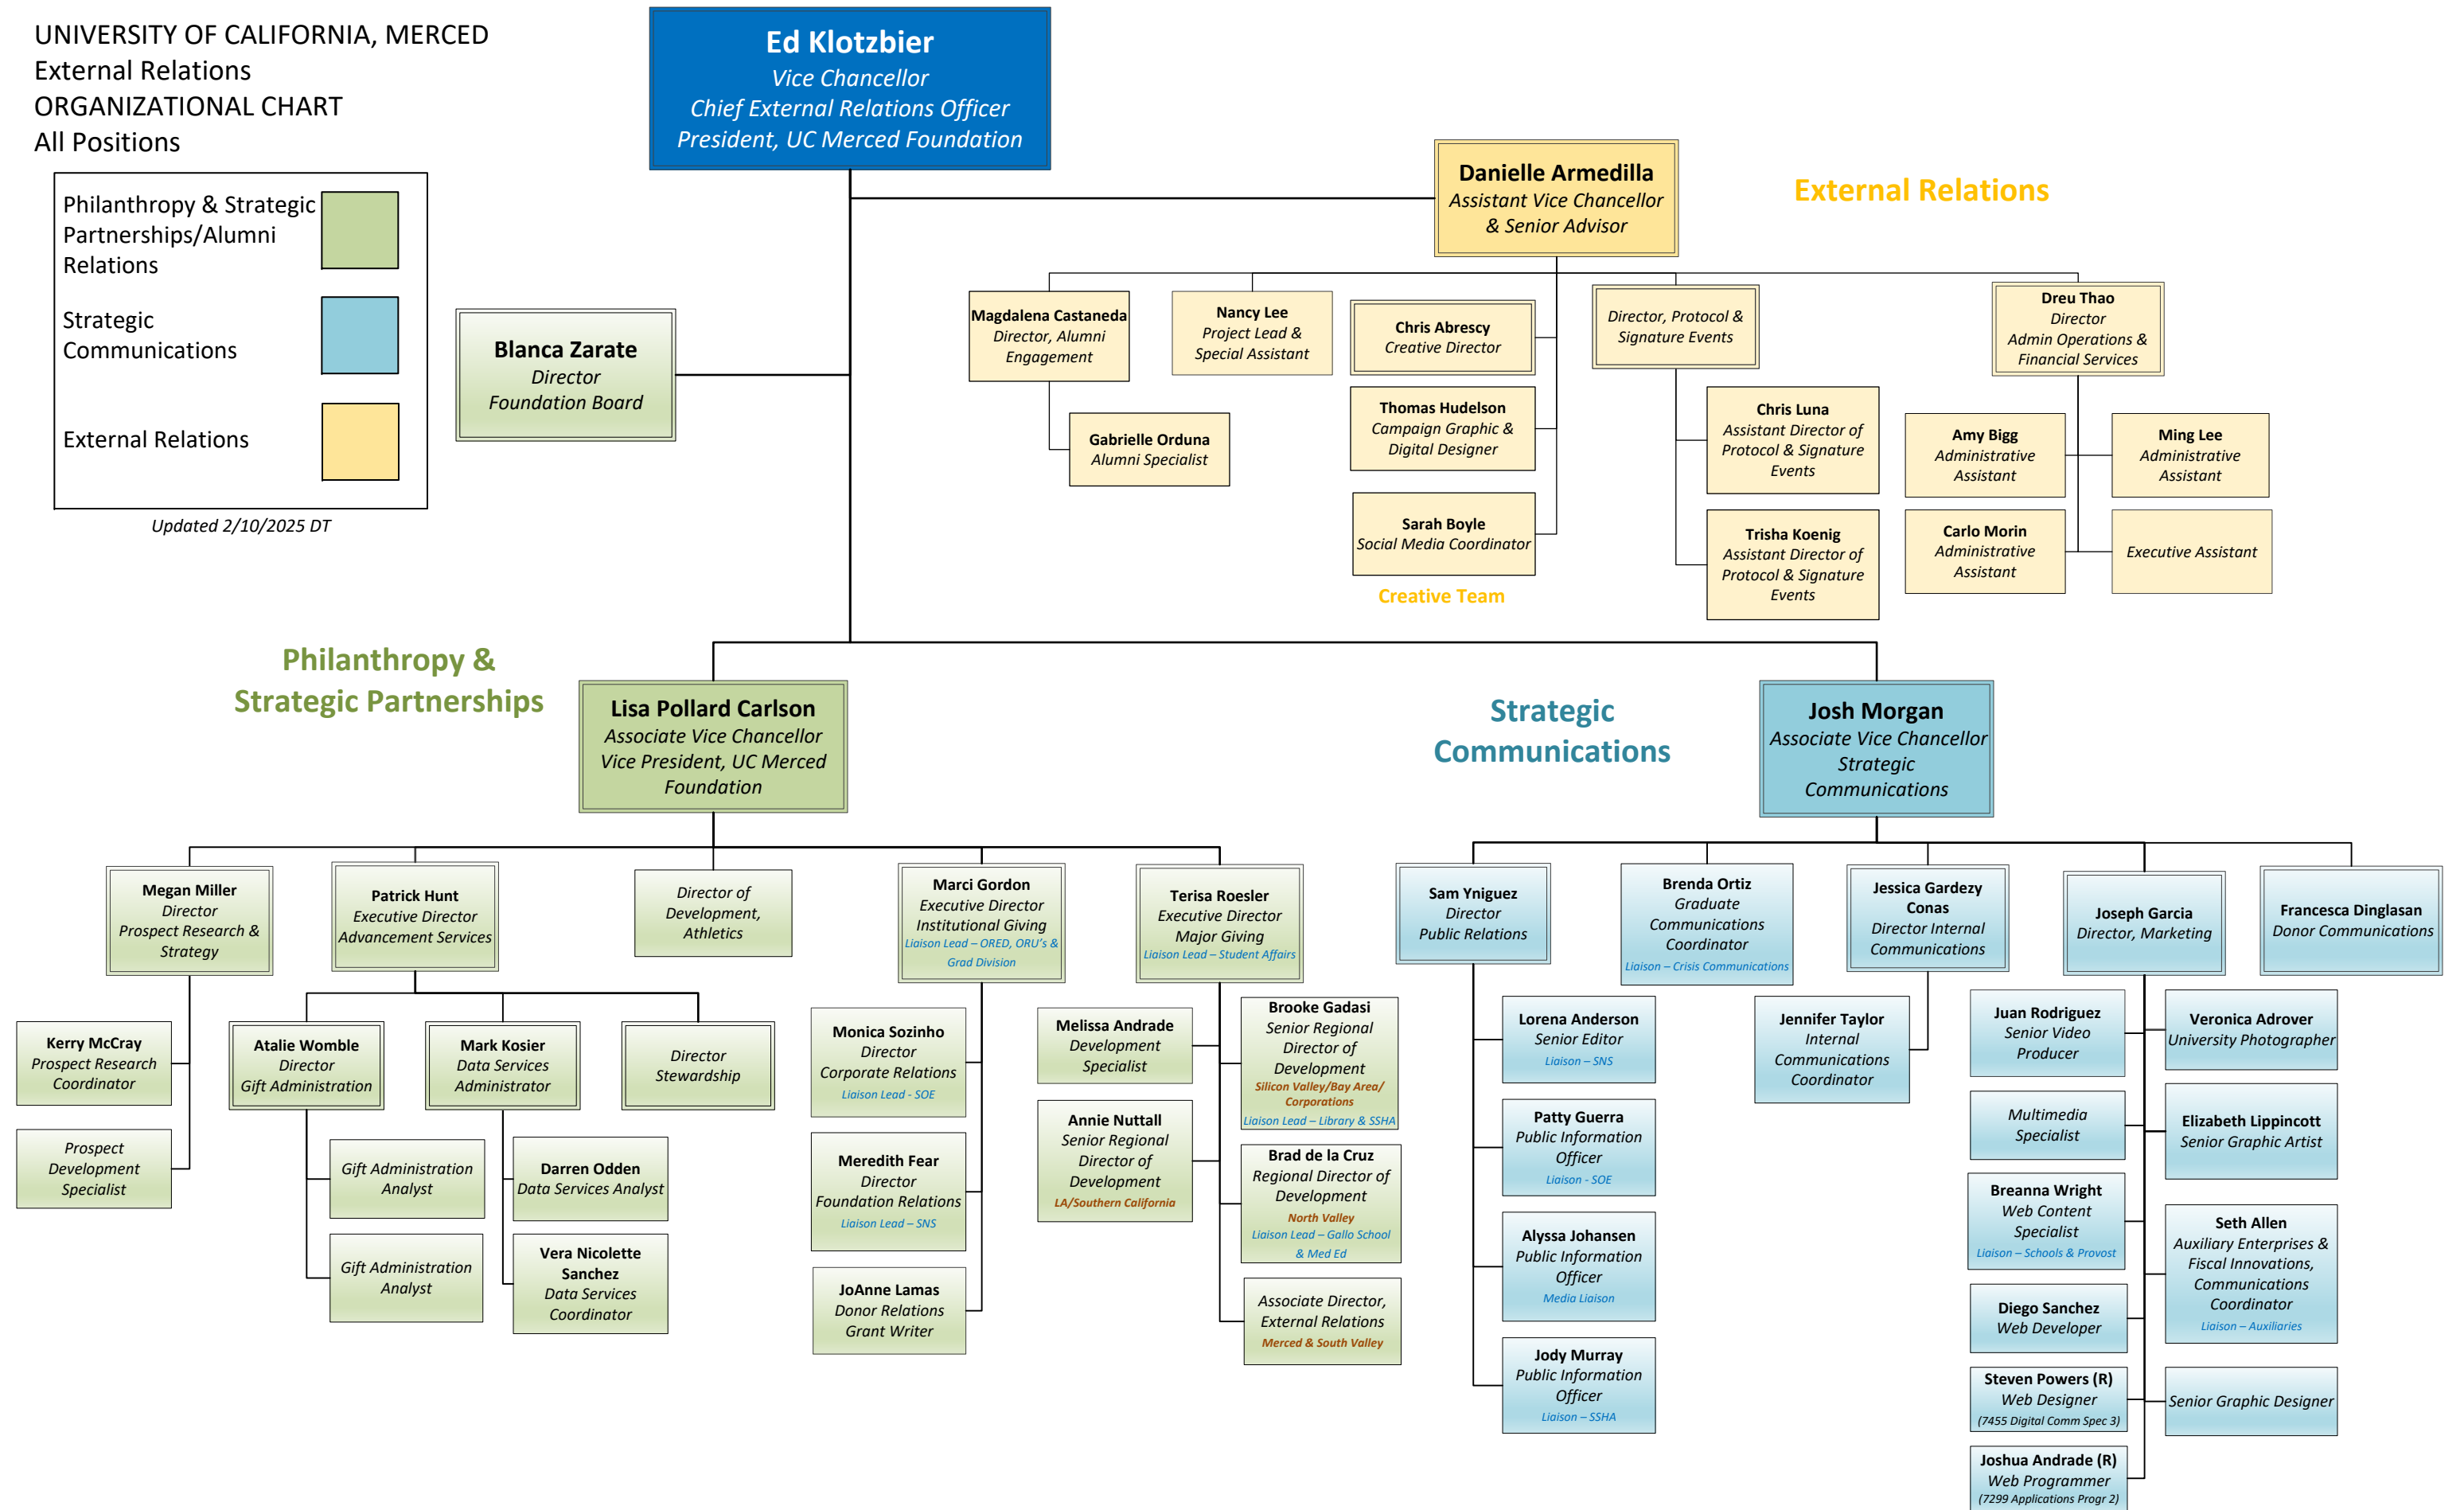 UNIVERSITY OF CALIFORNIA, MERCED
External Relations
ORGANIZATIONAL CHART
All Positions
Philanthropy & Strategic
Partnerships/Alumni
Relations
Strategic
Communications
External Relations
Updated 2/10/2025 DT
Ed Klotzbier
Vice Chancellor
Chief External Relations Officer
President, UC Merced Foundation
Blanca Zarate
Director
Foundation Board
Danielle Armedilla
Assistant Vice Chancellor
& Senior Advisor
External Relations
Magdalena Castaneda
Director, Alumni
Engagement
Gabrielle Orduna
Alumni Specialist
Nancy Lee
Project Lead &
Special Assistant
Chris Abrescy
Creative Director
Thomas Hudelson
Campaign Graphic &
Digital Designer
Sarah Boyle
Social Media Coordinator
Creative Team
Director, Protocol &
Signature Events
Chris Luna
Assistant Director of
Protocol & Signature
Events
Trisha Koenig
Assistant Director of
Protocol & Signature
Events
Dreu Thao
Director
Admin Operations &
Financial Services
Amy Bigg
Administrative
Assistant
Ming Lee
Administrative
Assistant
Carlo Morin
Administrative
Assistant
Executive Assistant
Philanthropy &
Strategic Partnerships
Lisa Pollard Carlson
Associate Vice Chancellor
Vice President, UC Merced
Foundation
Megan Miller
Director
Prospect Research &
Strategy
Kerry McCray
Prospect Research
Coordinator
Prospect
Development
Specialist
Patrick Hunt
Executive Director
Advancement Services
Atalie Womble
Director
Gift Administration
Gift Administration
Analyst
Gift Administration
Analyst
Mark Kosier
Data Services
Administrator
Darren Odden
Data Services Analyst
Vera Nicolette
Sanchez
Data Services
Coordinator
Director
Stewardship
Director of
Development,
Athletics
Marci Gordon
Executive Director
Institutional Giving
Liaison Lead – ORED, ORU's &
Grad Division
Monica Sozinho
Director
Corporate Relations
Liaison Lead - SOE
Meredith Fear
Director
Foundation Relations
Liaison Lead – SNS
JoAnne Lamas
Donor Relations
Grant Writer
Terisa Roesler
Executive Director
Major Giving
Liaison Lead – Student Affairs
Melissa Andrade
Development
Specialist
Annie Nuttall
Senior Regional
Director of
Development
LA/Southern California
Brooke Gadasi
Senior Regional
Director of
Development
Silicon Valley/Bay Area/
Corporations
Liaison Lead – Library & SSHA
Brad de la Cruz
Regional Director of
Development
North Valley
Liaison Lead – Gallo School
& Med Ed
Associate Director,
External Relations
Merced & South Valley
Strategic
Communications
Josh Morgan
Associate Vice Chancellor
Strategic
Communications
Sam Yniguez
Director
Public Relations
Lorena Anderson
Senior Editor
Liaison – SNS
Patty Guerra
Public Information
Officer
Liaison - SOE
Alyssa Johansen
Public Information
Officer
Media Liaison
Jody Murray
Public Information
Officer
Liaison – SSHA
Brenda Ortiz
Graduate
Communications
Coordinator
Liaison – Crisis Communications
Jessica Gardezy
Conas
Director Internal
Communications
Jennifer Taylor
Internal
Communications
Coordinator
Joseph Garcia
Director, Marketing
Juan Rodriguez
Senior Video
Producer
Multimedia
Specialist
Breanna Wright
Web Content
Specialist
Liaison – Schools & Provost
Diego Sanchez
Web Developer
Steven Powers (R)
Web Designer
(7455 Digital Comm Spec 3)
Joshua Andrade (R)
Web Programmer
(7299 Applications Progr 2)
Veronica Adrover
University Photographer
Elizabeth Lippincott
Senior Graphic Artist
Seth Allen
Auxiliary Enterprises &
Fiscal Innovations,
Communications
Coordinator
Liaison – Auxiliaries
Senior Graphic Designer
Francesca Dinglasan
Donor Communications